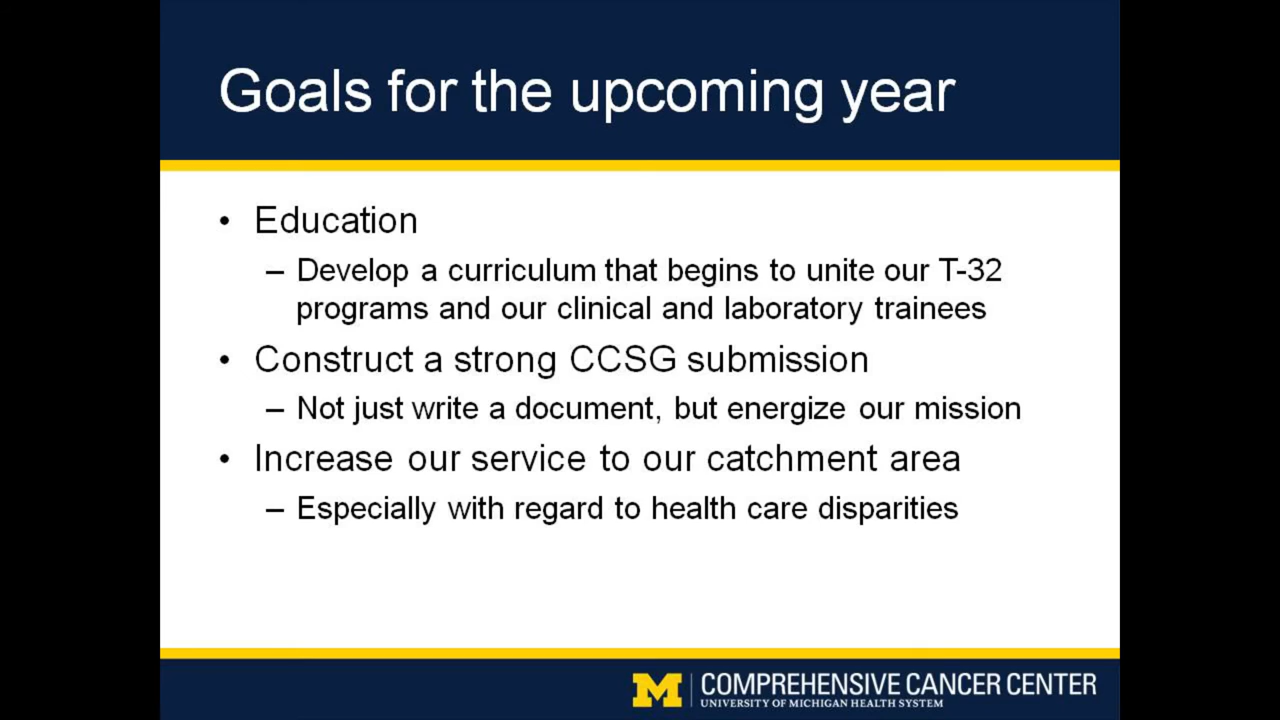 Goals for the upcoming year
• Education
– Develop a curriculum that begins to unite our T-32
programs and our clinical and laboratory trainees
• Construct a strong CCSG submission
– Not just write a document, but energize our mission
• Increase our service to our catchment area
– Especially with regard to health care disparities
M COMPREHENSIVE CANCER CENTER
UNIVERSITY OF MICHIGAN HEALTH SYSTEM